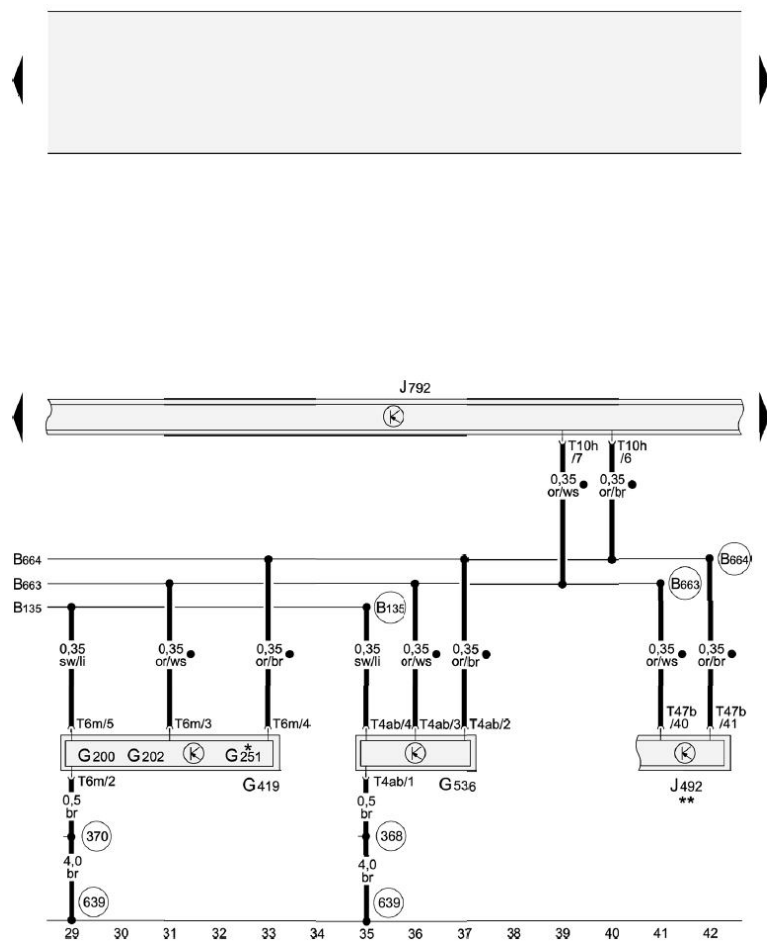 J792
T10h
/7
T10h
/6
0,35
or/ws
0,35
or/br
B664
B663
B135
B664
B663
B135
0,35
sw/li
0,35
or/ws
0,35
or/br
0,35
sw/li
0,35
or/ws
0,35
or/br
0,35
or/ws
0,35
or/br
T6m/5
T6m/3
T6m/4
T4ab/4
T4ab/3
T4ab/2
T47b
/40
T47b
/41
G200 G202 G251*
T6m/2
G419
T4ab/1
G536
J492
**
0,5
br
370
4,0
br
639
0,5
br
368
4,0
br
639
29 30 31 32 33 34 35 36 37 38 39 40 41 42